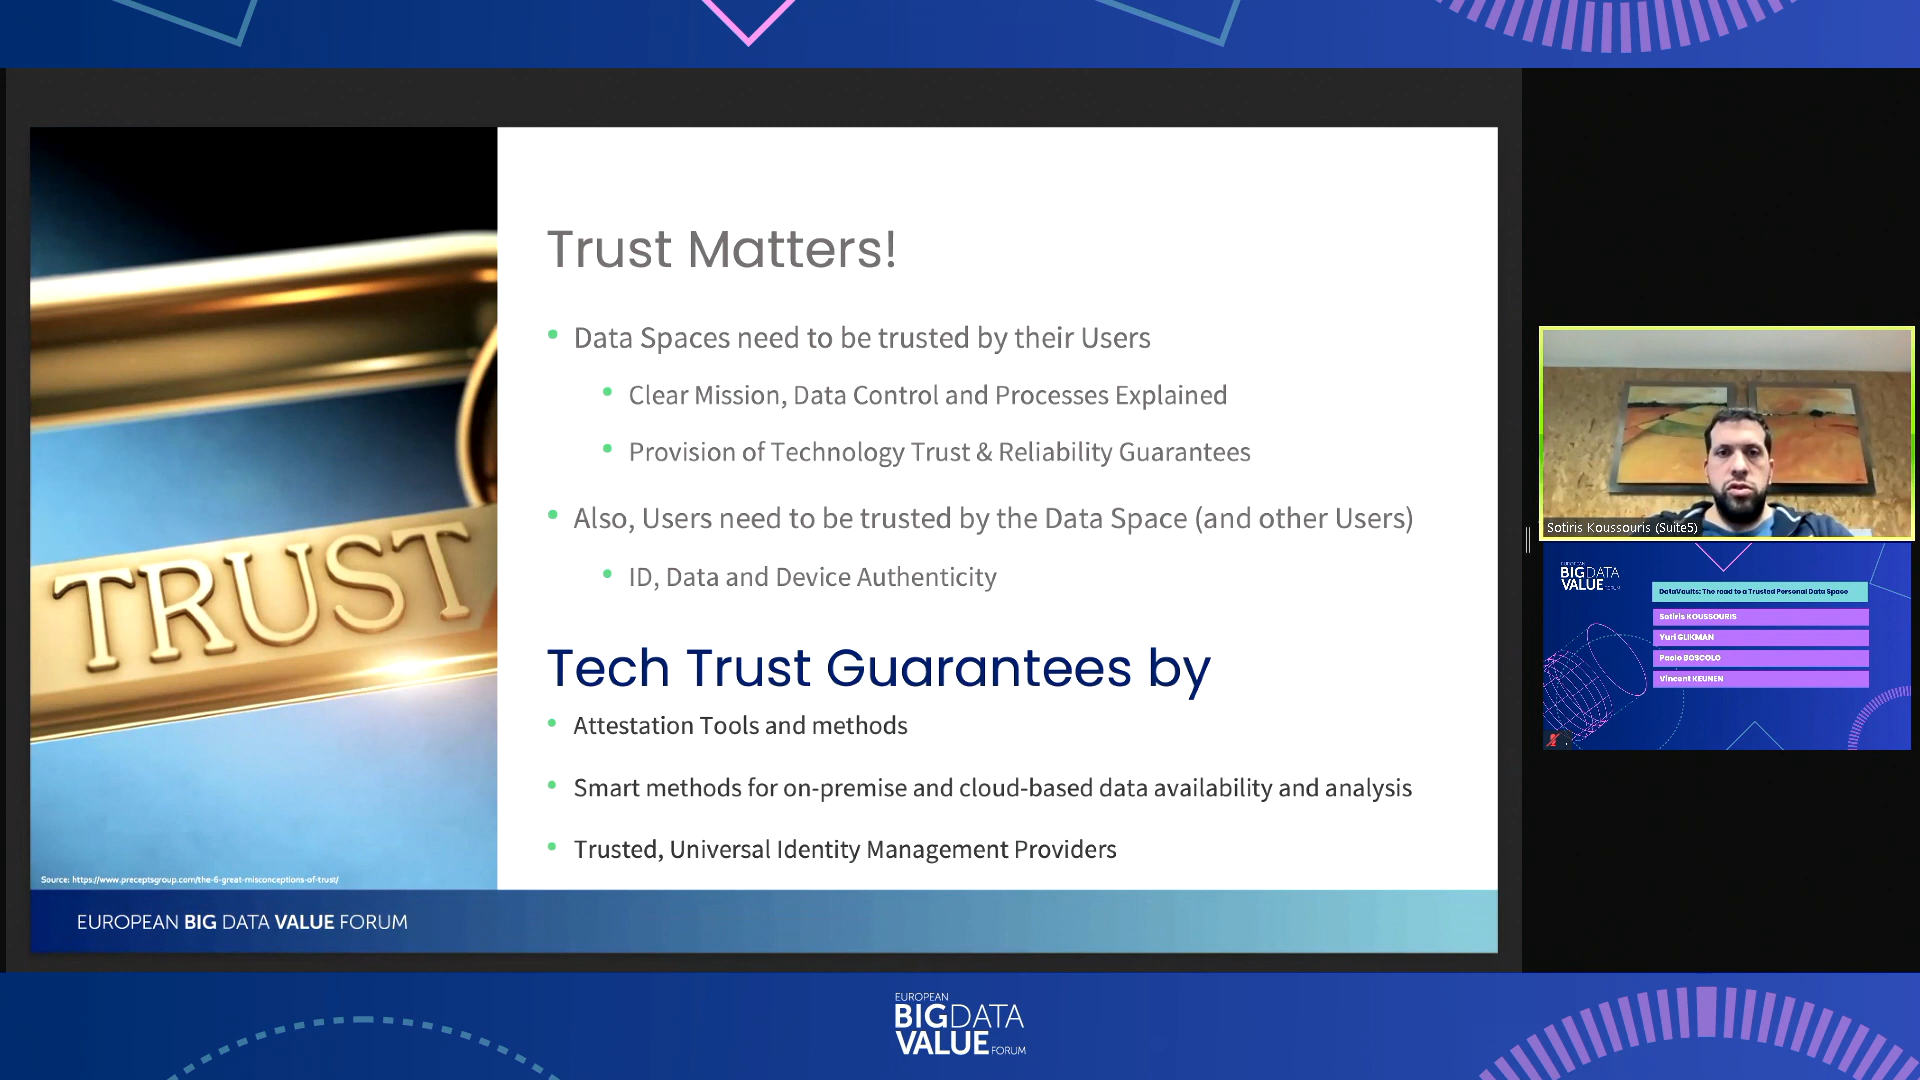 TRUST
Source: https://www.preceptsgroup.com/the-6-great-misconceptions-of-trust/
Trust Matters!
Data Spaces need to be trusted by their Users
Clear Mission, Data Control and Processes Explained
Provision of Technology Trust & Reliability Guarantees
Also, Users need to be trusted by the Data Space (and other Users)
ID, Data and Device Authenticity
Tech Trust Guarantees by
Attestation Tools and methods
Smart methods for on-premise and cloud-based data availability and analysis
Trusted, Universal Identity Management Providers
EUROPEAN BIG DATA VALUE FORUM
Sotiris Koussouris (Suite5)
EUROPEAN
BIGDATA
VALUE FORUM
DataVaults: The road to a Trusted Personal Data Space
Sotiris KOUSSOURIS
Yuri GLIKMAN
Paolo BOSCOLO
Vincent KEUNEN
EUROPEAN
BIGDATA
VALUE FORUM